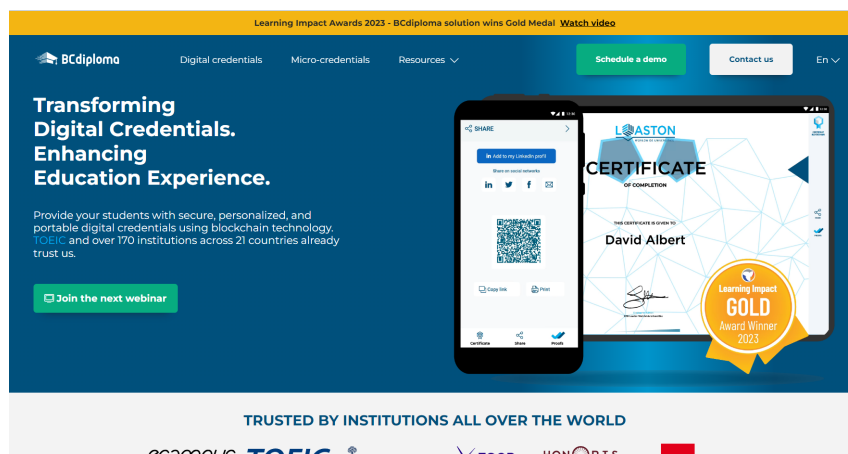 Learning Impact Awards 2023 - BCdiploma solution wins Gold Medal Watch video
BCdiploma
Digital credentials
Micro-credentials
Resources
Schedule a demo
Contact us
En
Transforming
Digital Credentials.
Enhancing
Education Experience.
Provide your students with secure, personalized, and
portable digital credentials using blockchain technology.
TOEIC and over 170 institutions across 21 countries already
trust us.
Join the next webinar
SHARE
in Add to my LinkedIn profil
Share on social networks
Copy link
Print
Certificate
Share
Proofs
CERTIFICATE
OF COMPLETION
THIS CERTIFICATE IS GIVEN TO
David Albert
Learning Impact
GOLD
Award Winner
2023
TRUSTED BY INSTITUTIONS ALL OVER THE WORLD
TOEIC